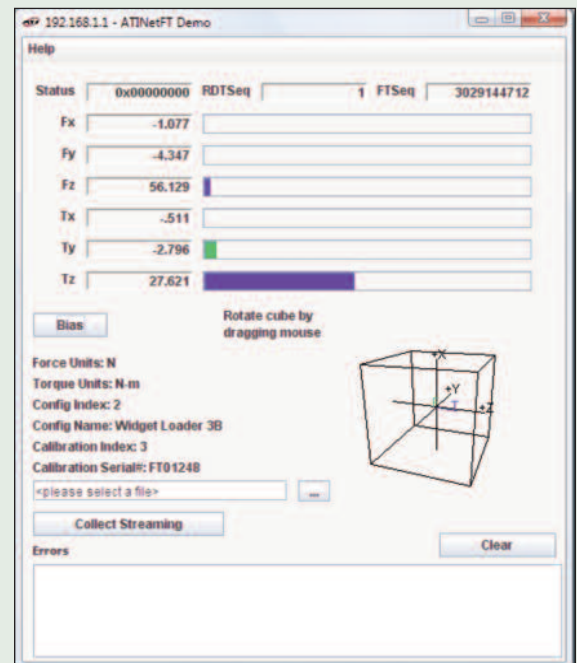 192.168.1.1 - ATINetFT Demo
Help
Status 0x00000000 RDTSeq 1 FTSeq 3029144712
Fx -1.077
Fy -4.347
Fz 56.129
Tx -.511
Ty -2.796
Tz 27.621
Bias
Rotate cube by
dragging mouse
Force Units: N
Torque Units: N-m
Config Index: 2
Config Name: Widget Loader 3B
Calibration Index: 3
Calibration Serial#: FT01248
<please select a file> ...
Collect Streaming
+X
+Y
+Z
Clear
Errors